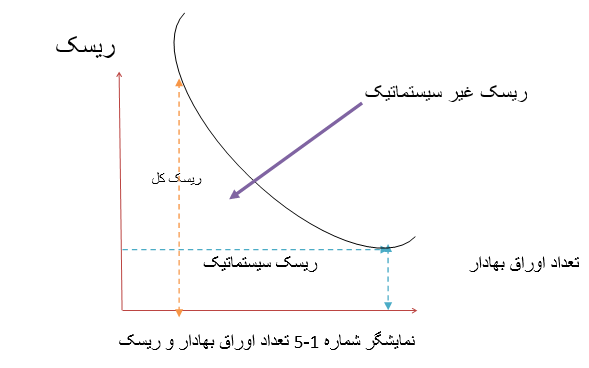 ریسک
ریسک غیر سیستماتیک
ریسک کل
ریسک سیستماتیک
تعداد اوراق بهادار
نمایشگر شماره 1-5 تعداد اوراق بهادار و ریسک